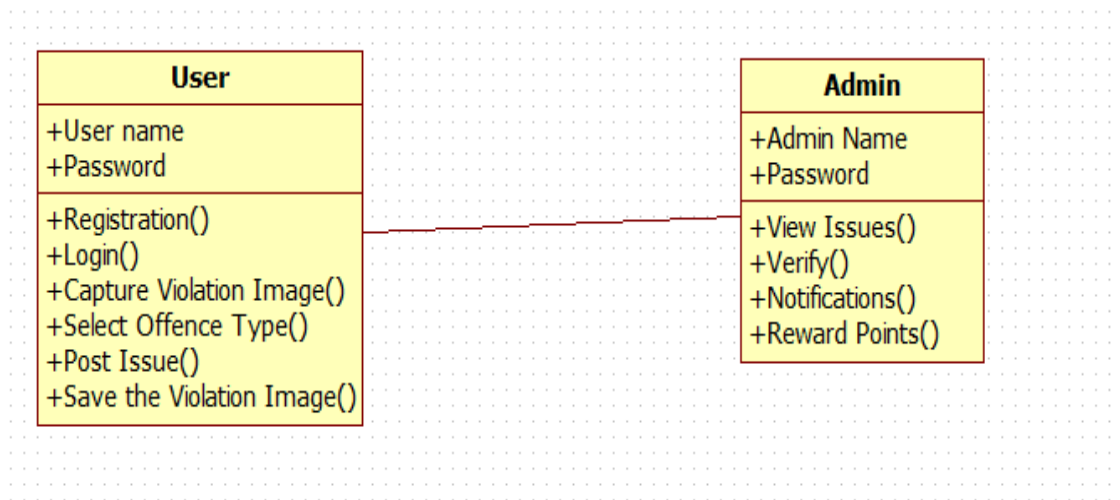 User
+User name
+Password
+Registration()
+Login()
+Capture Violation Image()
+Select Offence Type()
+Post Issue()
+Save the Violation Image()
Admin
+Admin Name
+Password
+View Issues()
+Verify()
+Notifications()
+Reward Points()